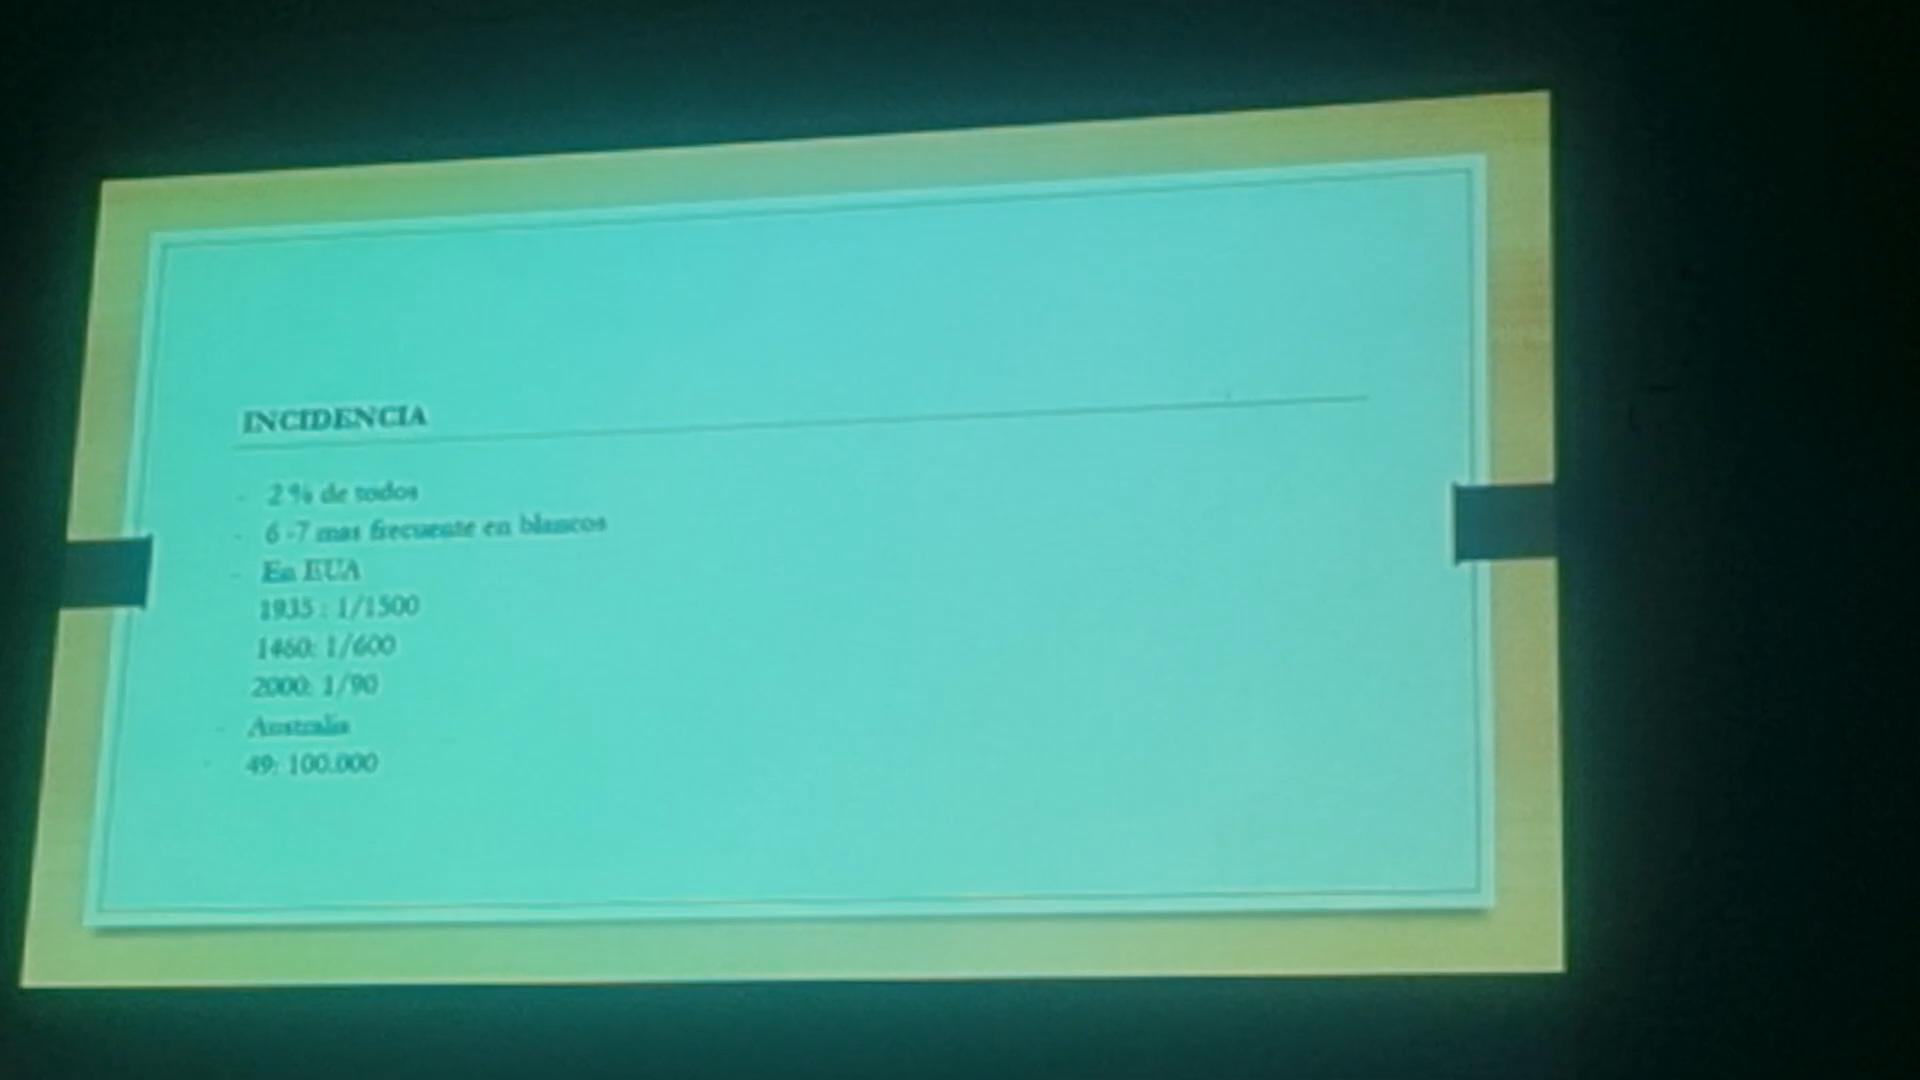 INCIDENCIA
- 2 % de todos
- 6 -7 mas frecuente en blancos
- En EUA
1935 : 1/1500
1460: 1/600
2000: 1/90
- Australia
- 49: 100.000